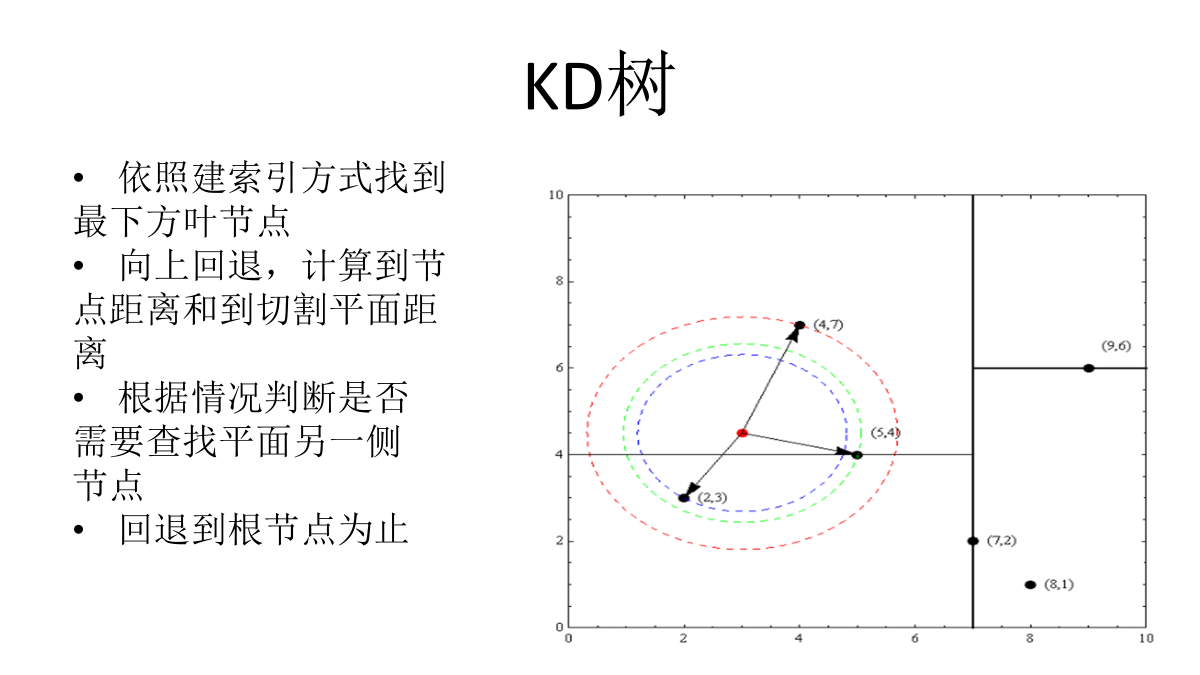 KD树
• 依照建索引方式找到
最下方叶节点
• 向上回退，计算到节
点距离和到切割平面距
离
• 根据情况判断是否
需要查找平面另一侧
节点
• 回退到根节点为止
10
8
(4,7)
(9,6)
6
(5,4)
4
(2,3)
2
(7,2)
(8,1)
0
0 2 4 6 8 10